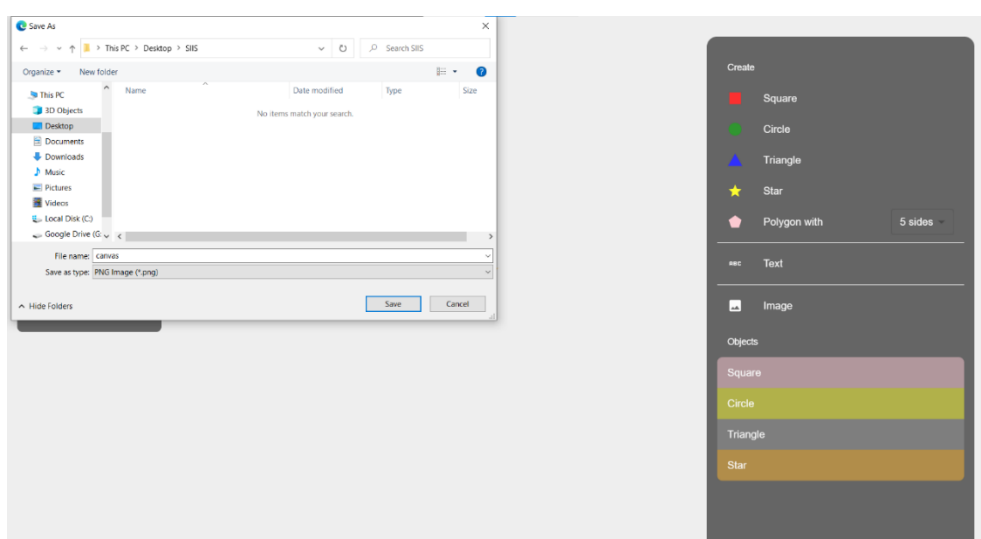 Save As
This PC > Desktop > SIIS
Search SIIS
Organize
New folder
Name
Date modified
Type
Size
No items match your search.
This PC
3D Objects
Desktop
Documents
Downloads
Music
Pictures
Videos
Local Disk (C:)
Google Drive (G:
File name: canvas
Save as type: PNG Image (*.png)
Hide Folders
Save
Cancel
Create
Square
Circle
Triangle
Star
Polygon with
5 sides
ABC
Text
Image
Objects
Square
Circle
Triangle
Star